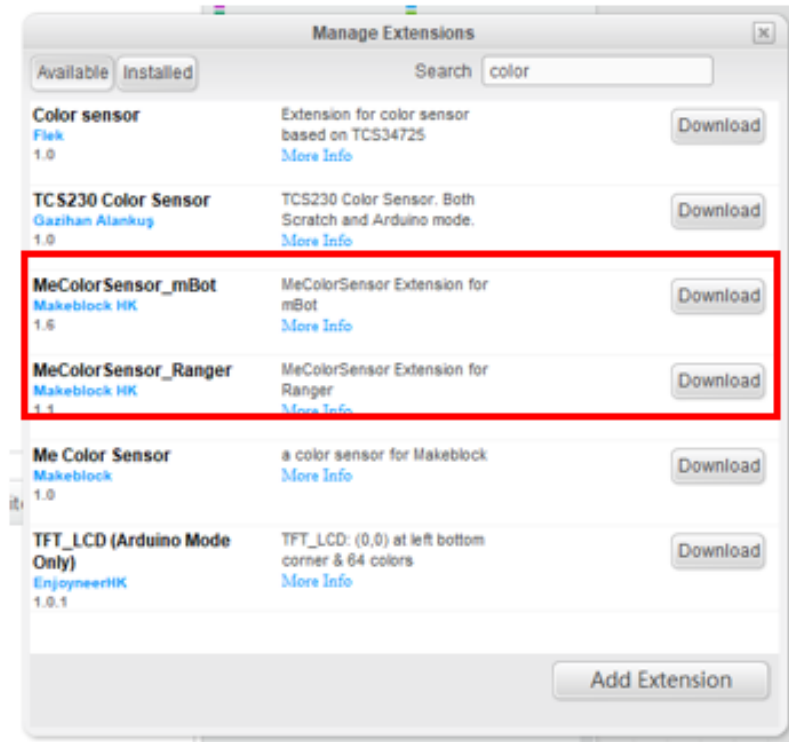 Manage Extensions
Available Installed Search color
Color sensor
Flek
1.0
Extension for color sensor
based on TCS34725
More Info
Download
TCS230 Color Sensor
Gazihan Alankuş
1.0
TCS230 Color Sensor. Both
Scratch and Arduino mode.
More Info
Download
MeColorSensor_mBot
Makeblock HK
1.6
MeColorSensor Extension for
mBot
More Info
Download
MeColorSensor_Ranger
Makeblock HK
1.1
MeColorSensor Extension for
Ranger
More Info
Download
Me Color Sensor
Makeblock
1.0
a color sensor for Makeblock
More Info
Download
TFT_LCD (Arduino Mode
Only)
EnjoyneerHK
1.0.1
TFT_LCD: (0,0) at left bottom
corner & 64 colors
More Info
Download
Add Extension